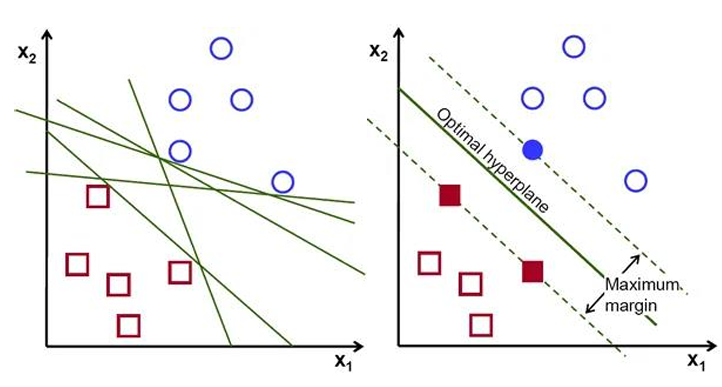 x2
x1
x2
Optimal hyperplane
Maximum
margin
x1